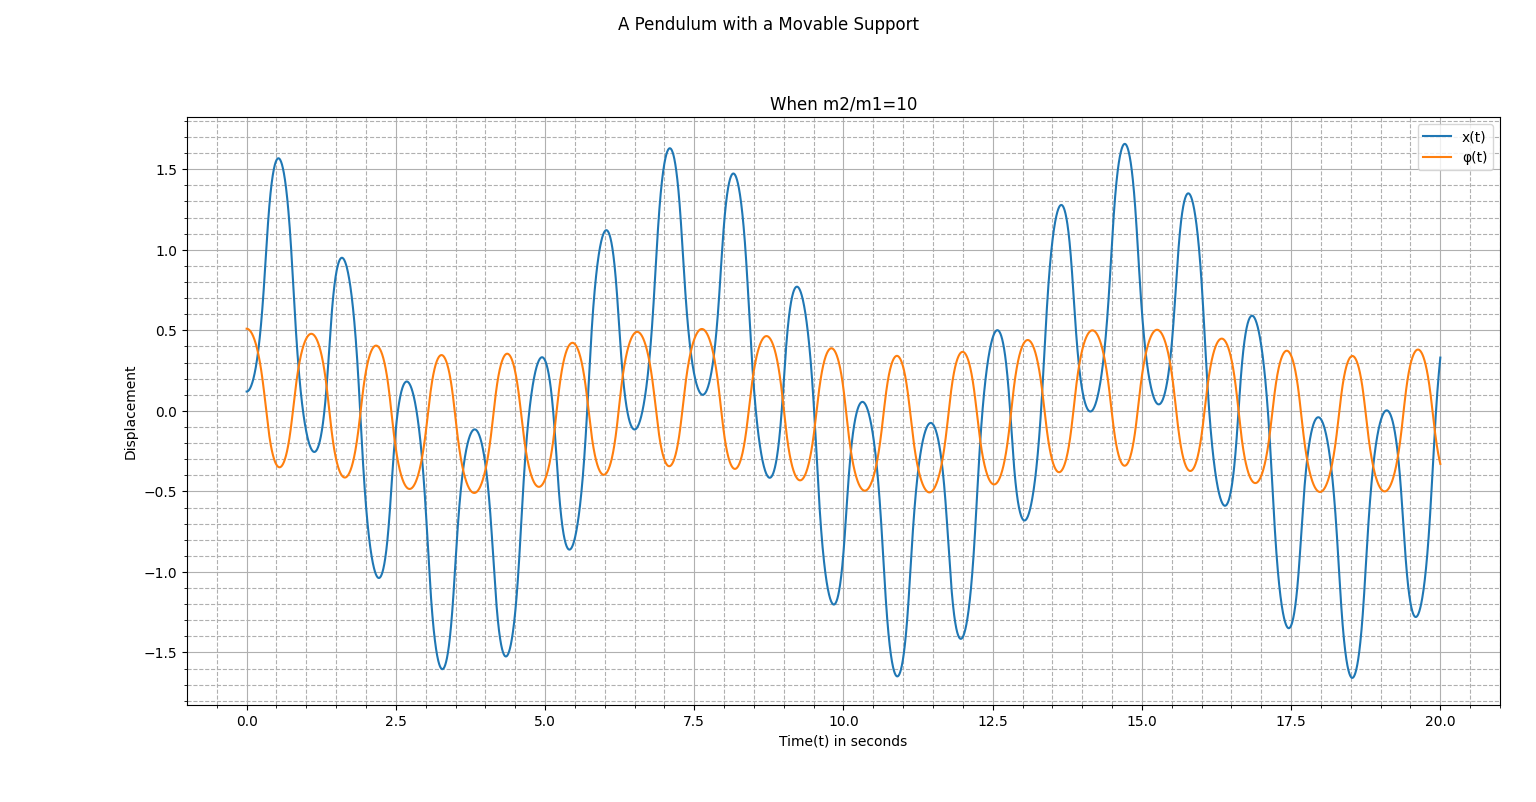 A Pendulum with a Movable Support
When m2/m1=10
x(t)
φ(t)
Displacement
1.5
1.0
0.5
0.0
−0.5
−1.0
−1.5
0.0 2.5 5.0 7.5 10.0 12.5 15.0 17.5 20.0
Time(t) in seconds